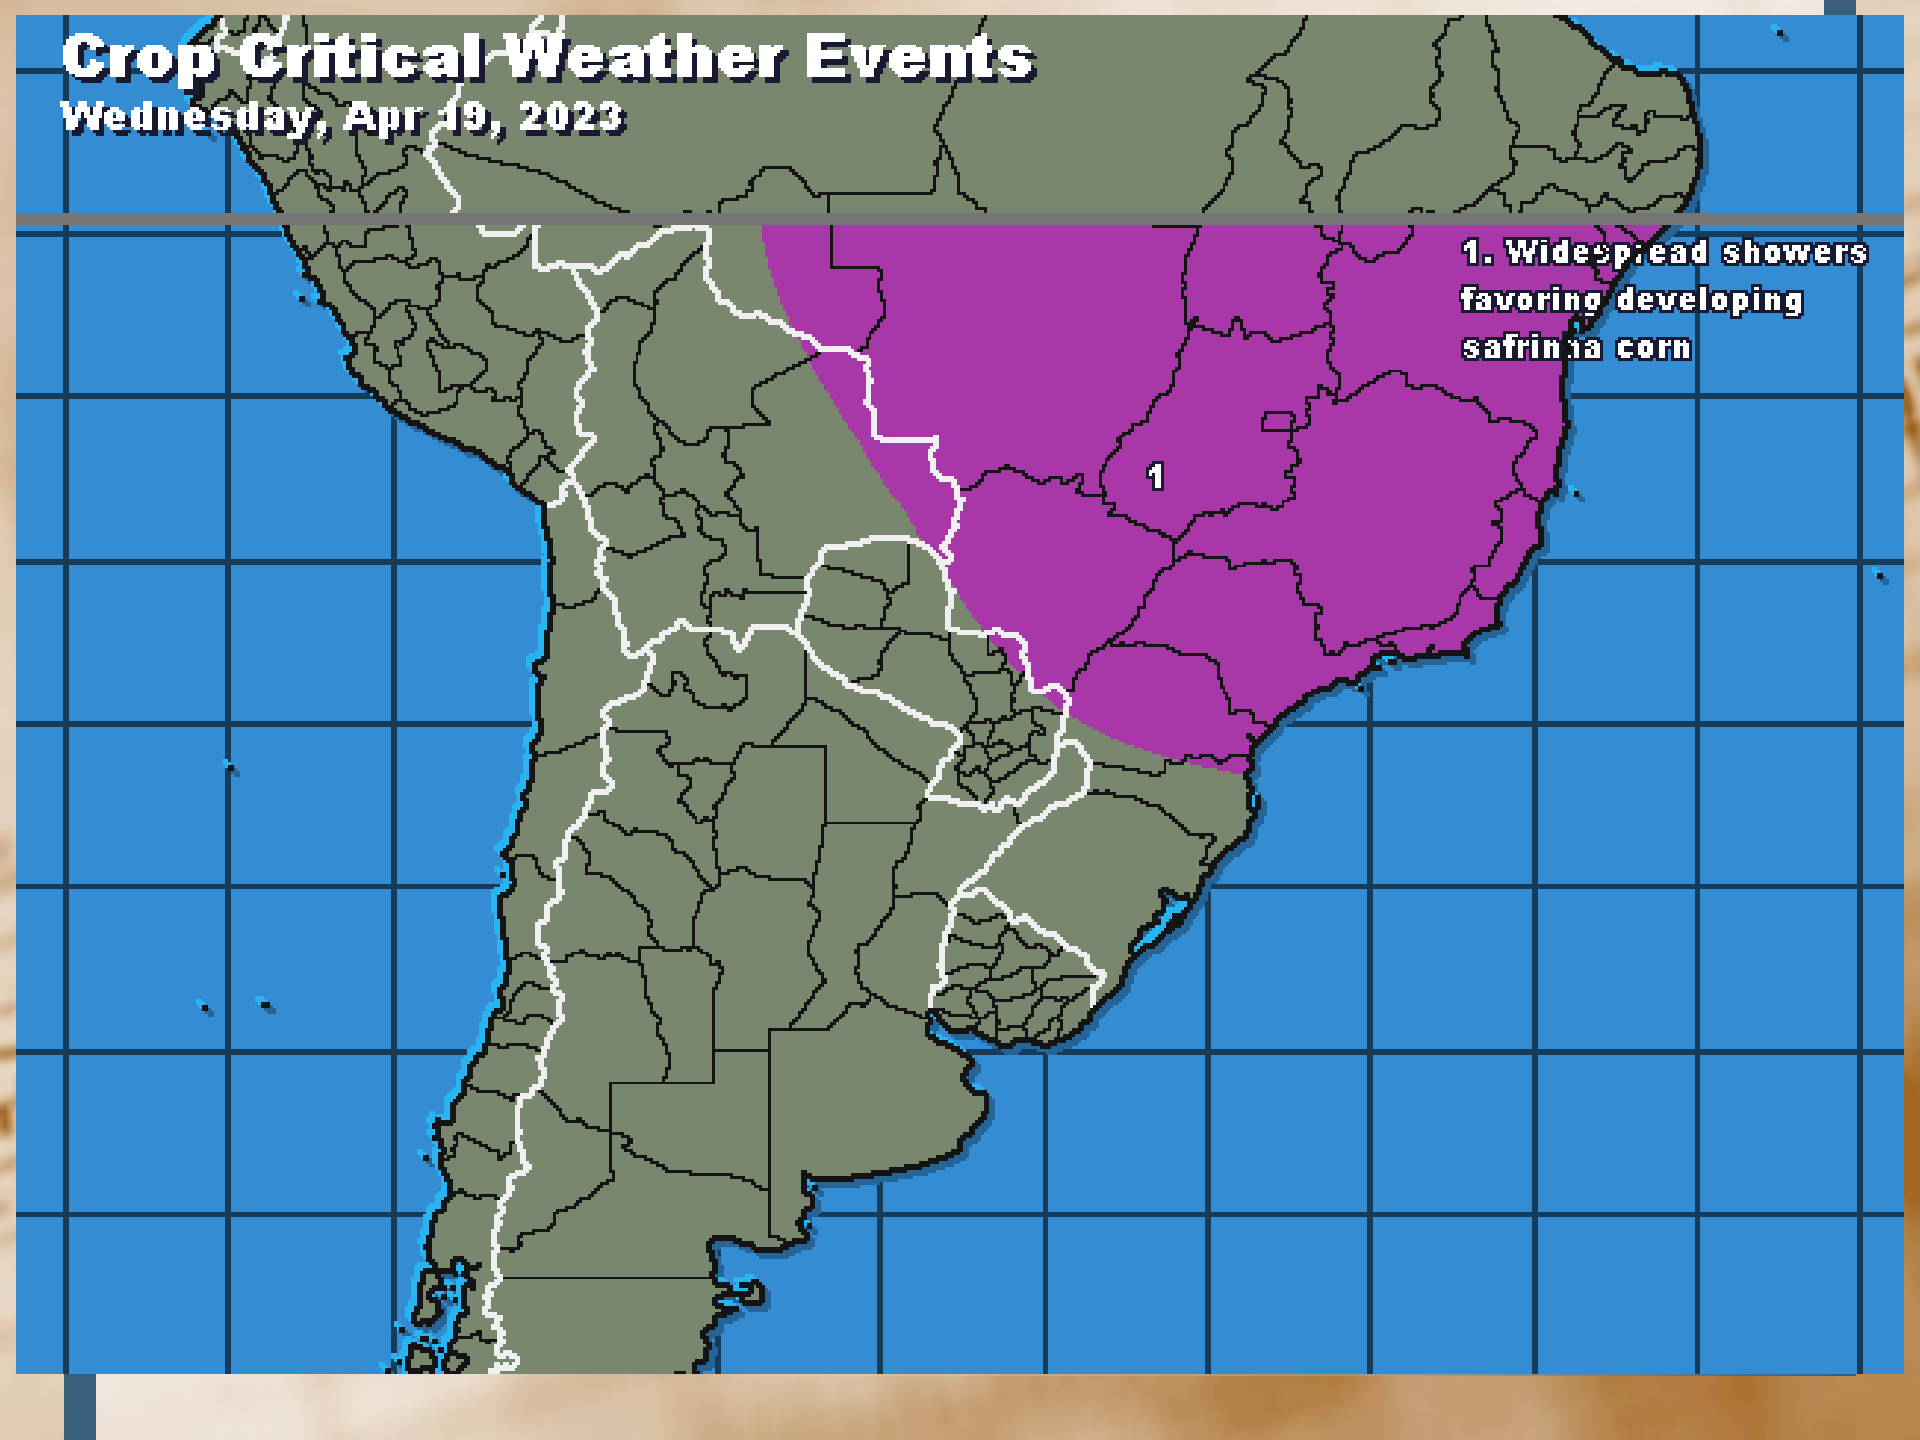 Crop Critical Weather Events
Wednesday, Apr 19, 2023
1. Widespread showers
favoring developing
safrinha corn
1